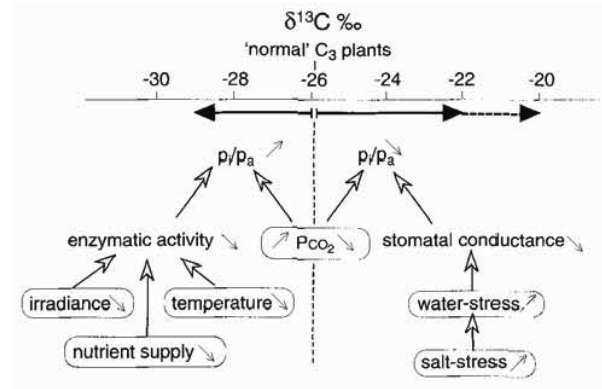 δ¹³C ‰
'normal' C₃ plants
-30 -28 -26 -24 -22 -20
pᵢ/pₐ ↗ pᵢ/pₐ ↘
enzymatic activity ↘ ↗ PCO₂ ↘ stomatal conductance ↘
irradiance ↘ temperature ↘ water-stress ↗
nutrient supply ↘ salt-stress ↗